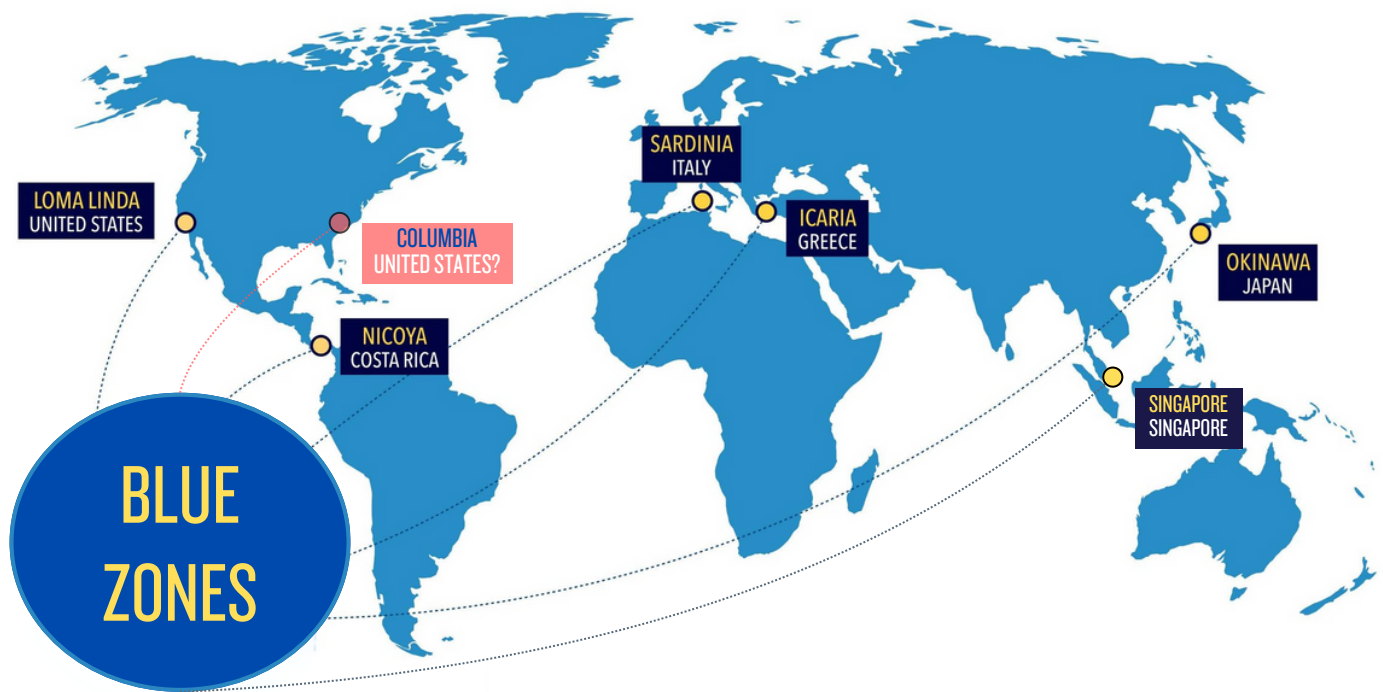 SARDINIA
ITALY
LOMA LINDA
UNITED STATES
ICARIA
GREECE
COLUMBIA
UNITED STATES?
OKINAWA
JAPAN
NICOYA
COSTA RICA
SINGAPORE
SINGAPORE
BLUE
ZONES